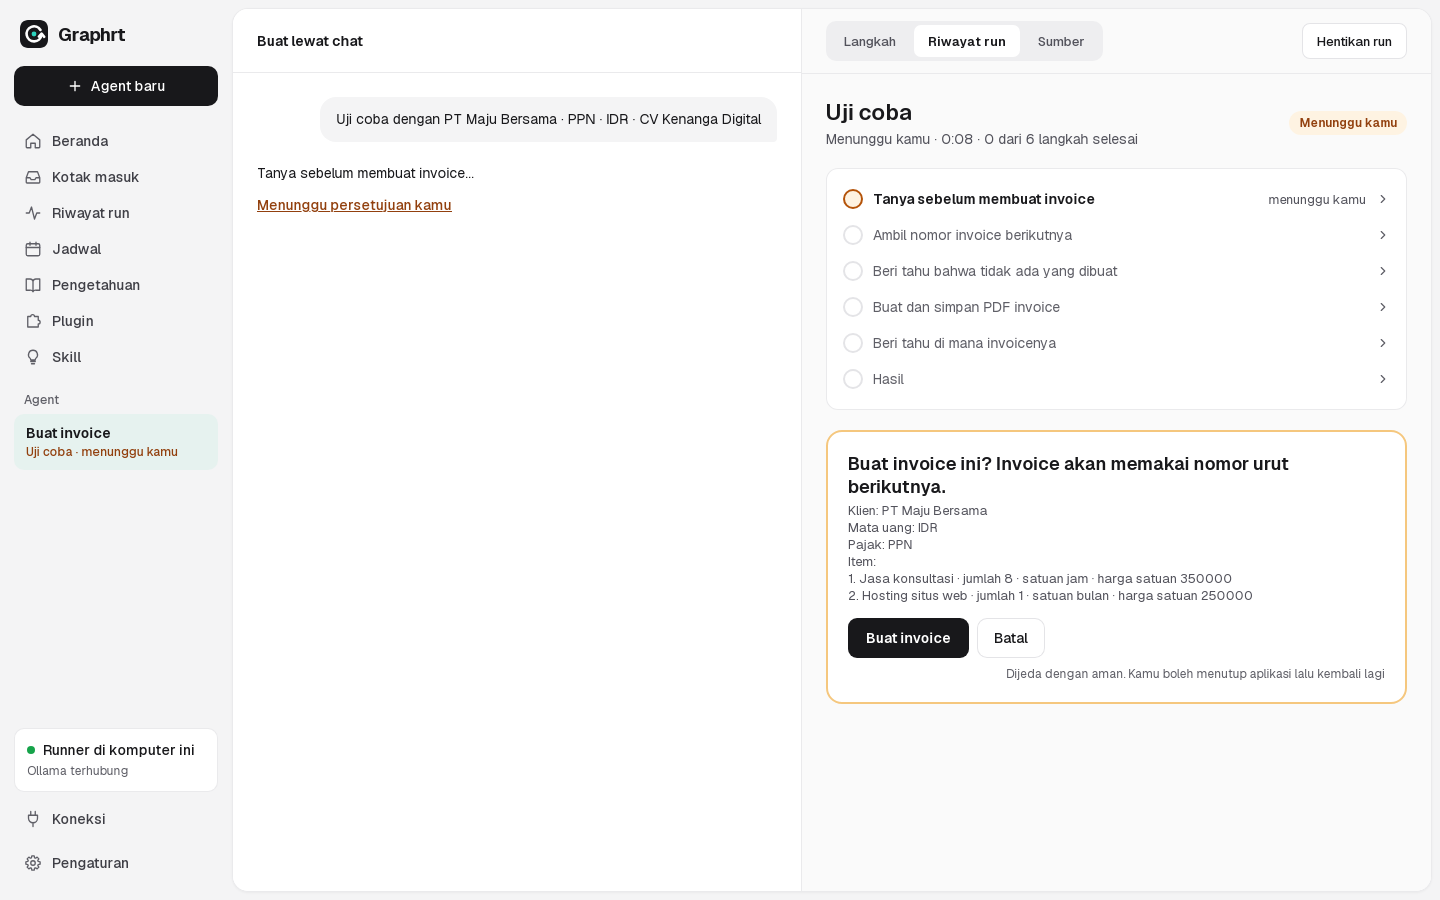 Graphrt
Agent baru
Beranda
Kotak masuk
Riwayat run
Jadwal
Pengetahuan
Plugin
Skill
Agent
Buat invoice
Uji coba · menunggu kamu
Runner di komputer ini
Ollama terhubung
Koneksi
Pengaturan
Buat lewat chat
Uji coba dengan PT Maju Bersama · PPN · IDR · CV Kenanga Digital
Tanya sebelum membuat invoice...
Menunggu persetujuan kamu
Langkah
Riwayat run
Sumber
Hentikan run
Uji coba
Menunggu kamu · 0:08 · 0 dari 6 langkah selesai
Menunggu kamu
Tanya sebelum membuat invoice
menunggu kamu
Ambil nomor invoice berikutnya
Beri tahu bahwa tidak ada yang dibuat
Buat dan simpan PDF invoice
Beri tahu di mana invoicenya
Hasil
Buat invoice ini? Invoice akan memakai nomor urut
berikutnya.
Klien: PT Maju Bersama
Mata uang: IDR
Pajak: PPN
Item:
1. Jasa konsultasi · jumlah 8 · satuan jam · harga satuan 350000
2. Hosting situs web · jumlah 1 · satuan bulan · harga satuan 250000
Buat invoice
Batal
Dijeda dengan aman. Kamu boleh menutup aplikasi lalu kembali lagi